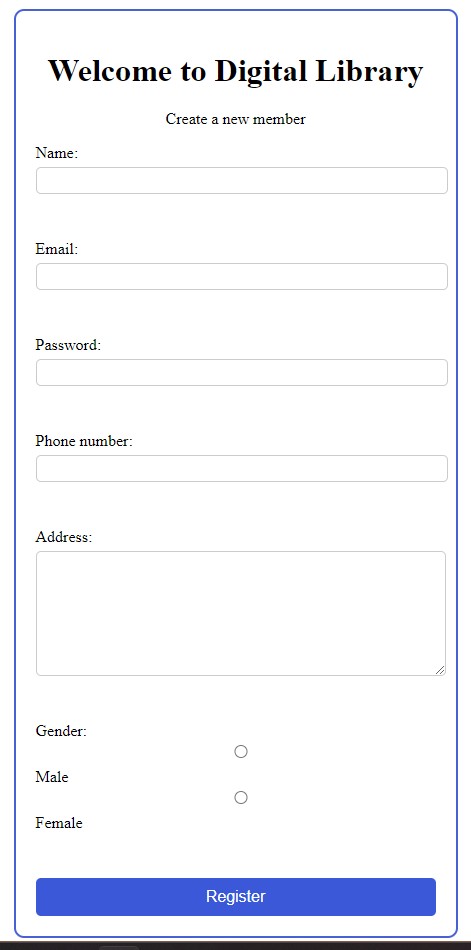 Welcome to Digital Library
Create a new member
Name:
Email:
Password:
Phone number:
Address:
Gender:
Male
Female
Register